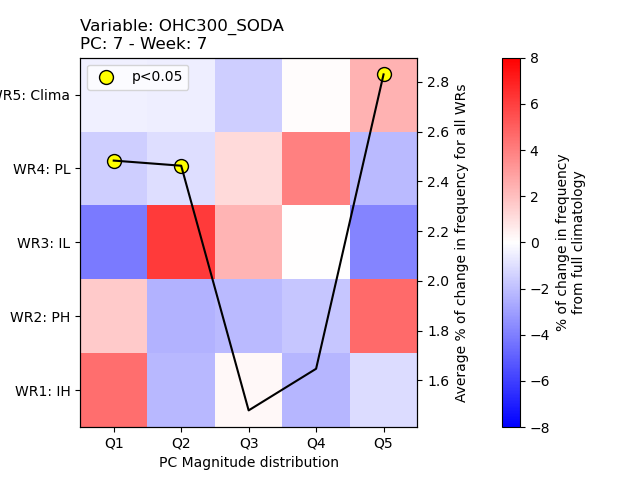 Variable: OHC300_SODA
PC: 7 - Week: 7
p<0.05
R5: Clima
WR4: PL
WR3: IL
WR2: PH
WR1: IH
Q1 Q2 Q3 Q4 Q5
PC Magnitude distribution
2.8
2.6
2.4
2.2
2.0
1.8
1.6
Average % of change in frequency for all WRs
8
6
4
2
0
−2
−4
−6
−8
% of change in frequency
from full climatology